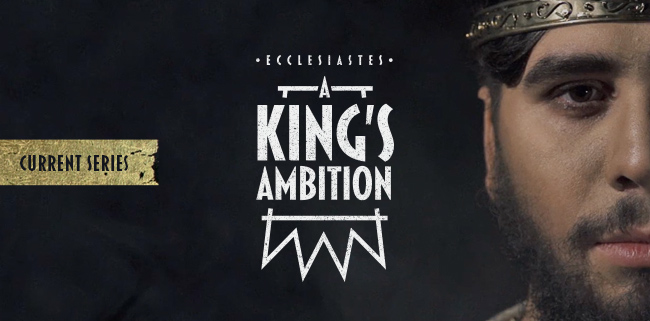 CURRENT SERIES
• ECCLESIASTES •
A
KING'S
AMBITION